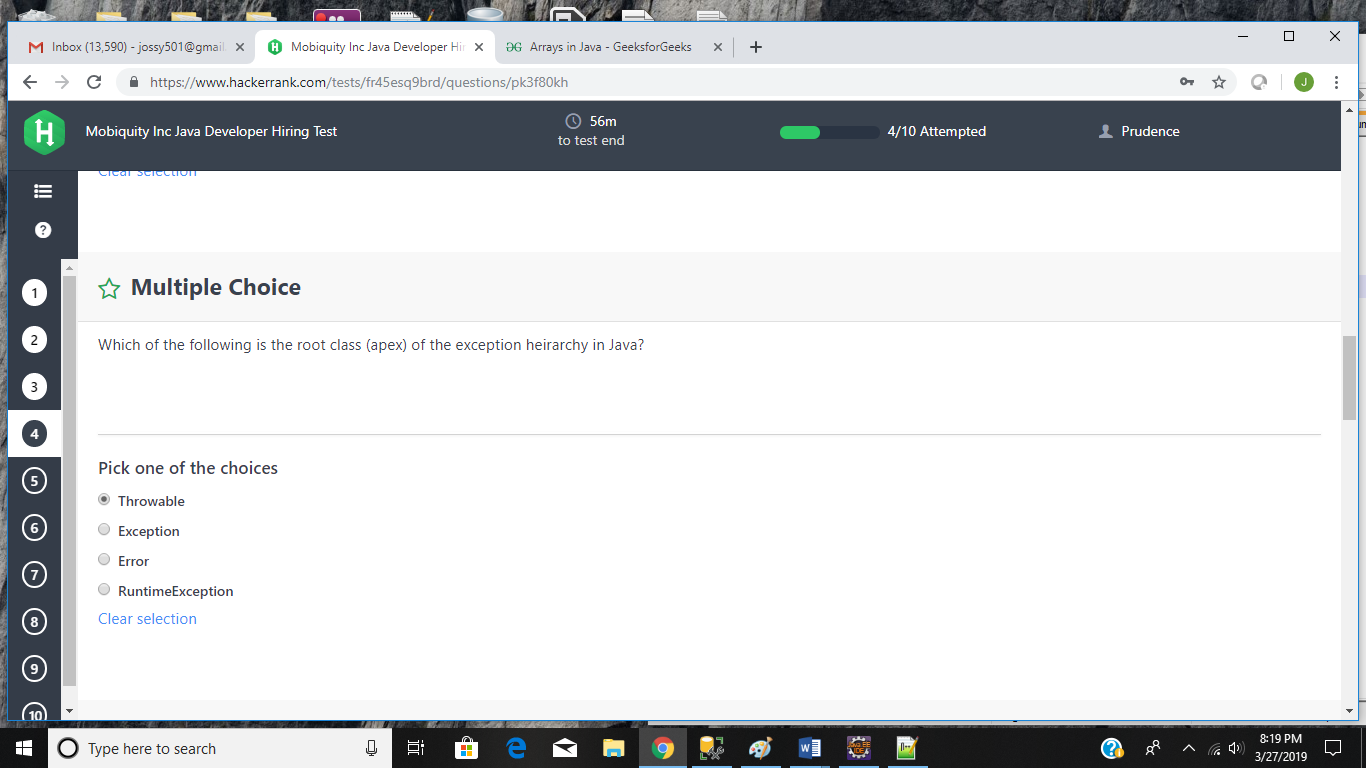 Inbox (13,590) - jossy501@gmail
Mobiquity Inc Java Developer Hir
Arrays in Java - GeeksforGeeks
https://www.hackerrank.com/tests/fr45esq9brd/questions/pk3f80kh
J
H
Mobiquity Inc Java Developer Hiring Test
56m
to test end
4/10 Attempted
Prudence
Clear selection
?
1
2
3
4
5
6
7
8
9
10
Multiple Choice
Which of the following is the root class (apex) of the exception heirarchy in Java?
Pick one of the choices
Throwable
Exception
Error
RuntimeException
Clear selection
Type here to search
8:19 PM
3/27/2019